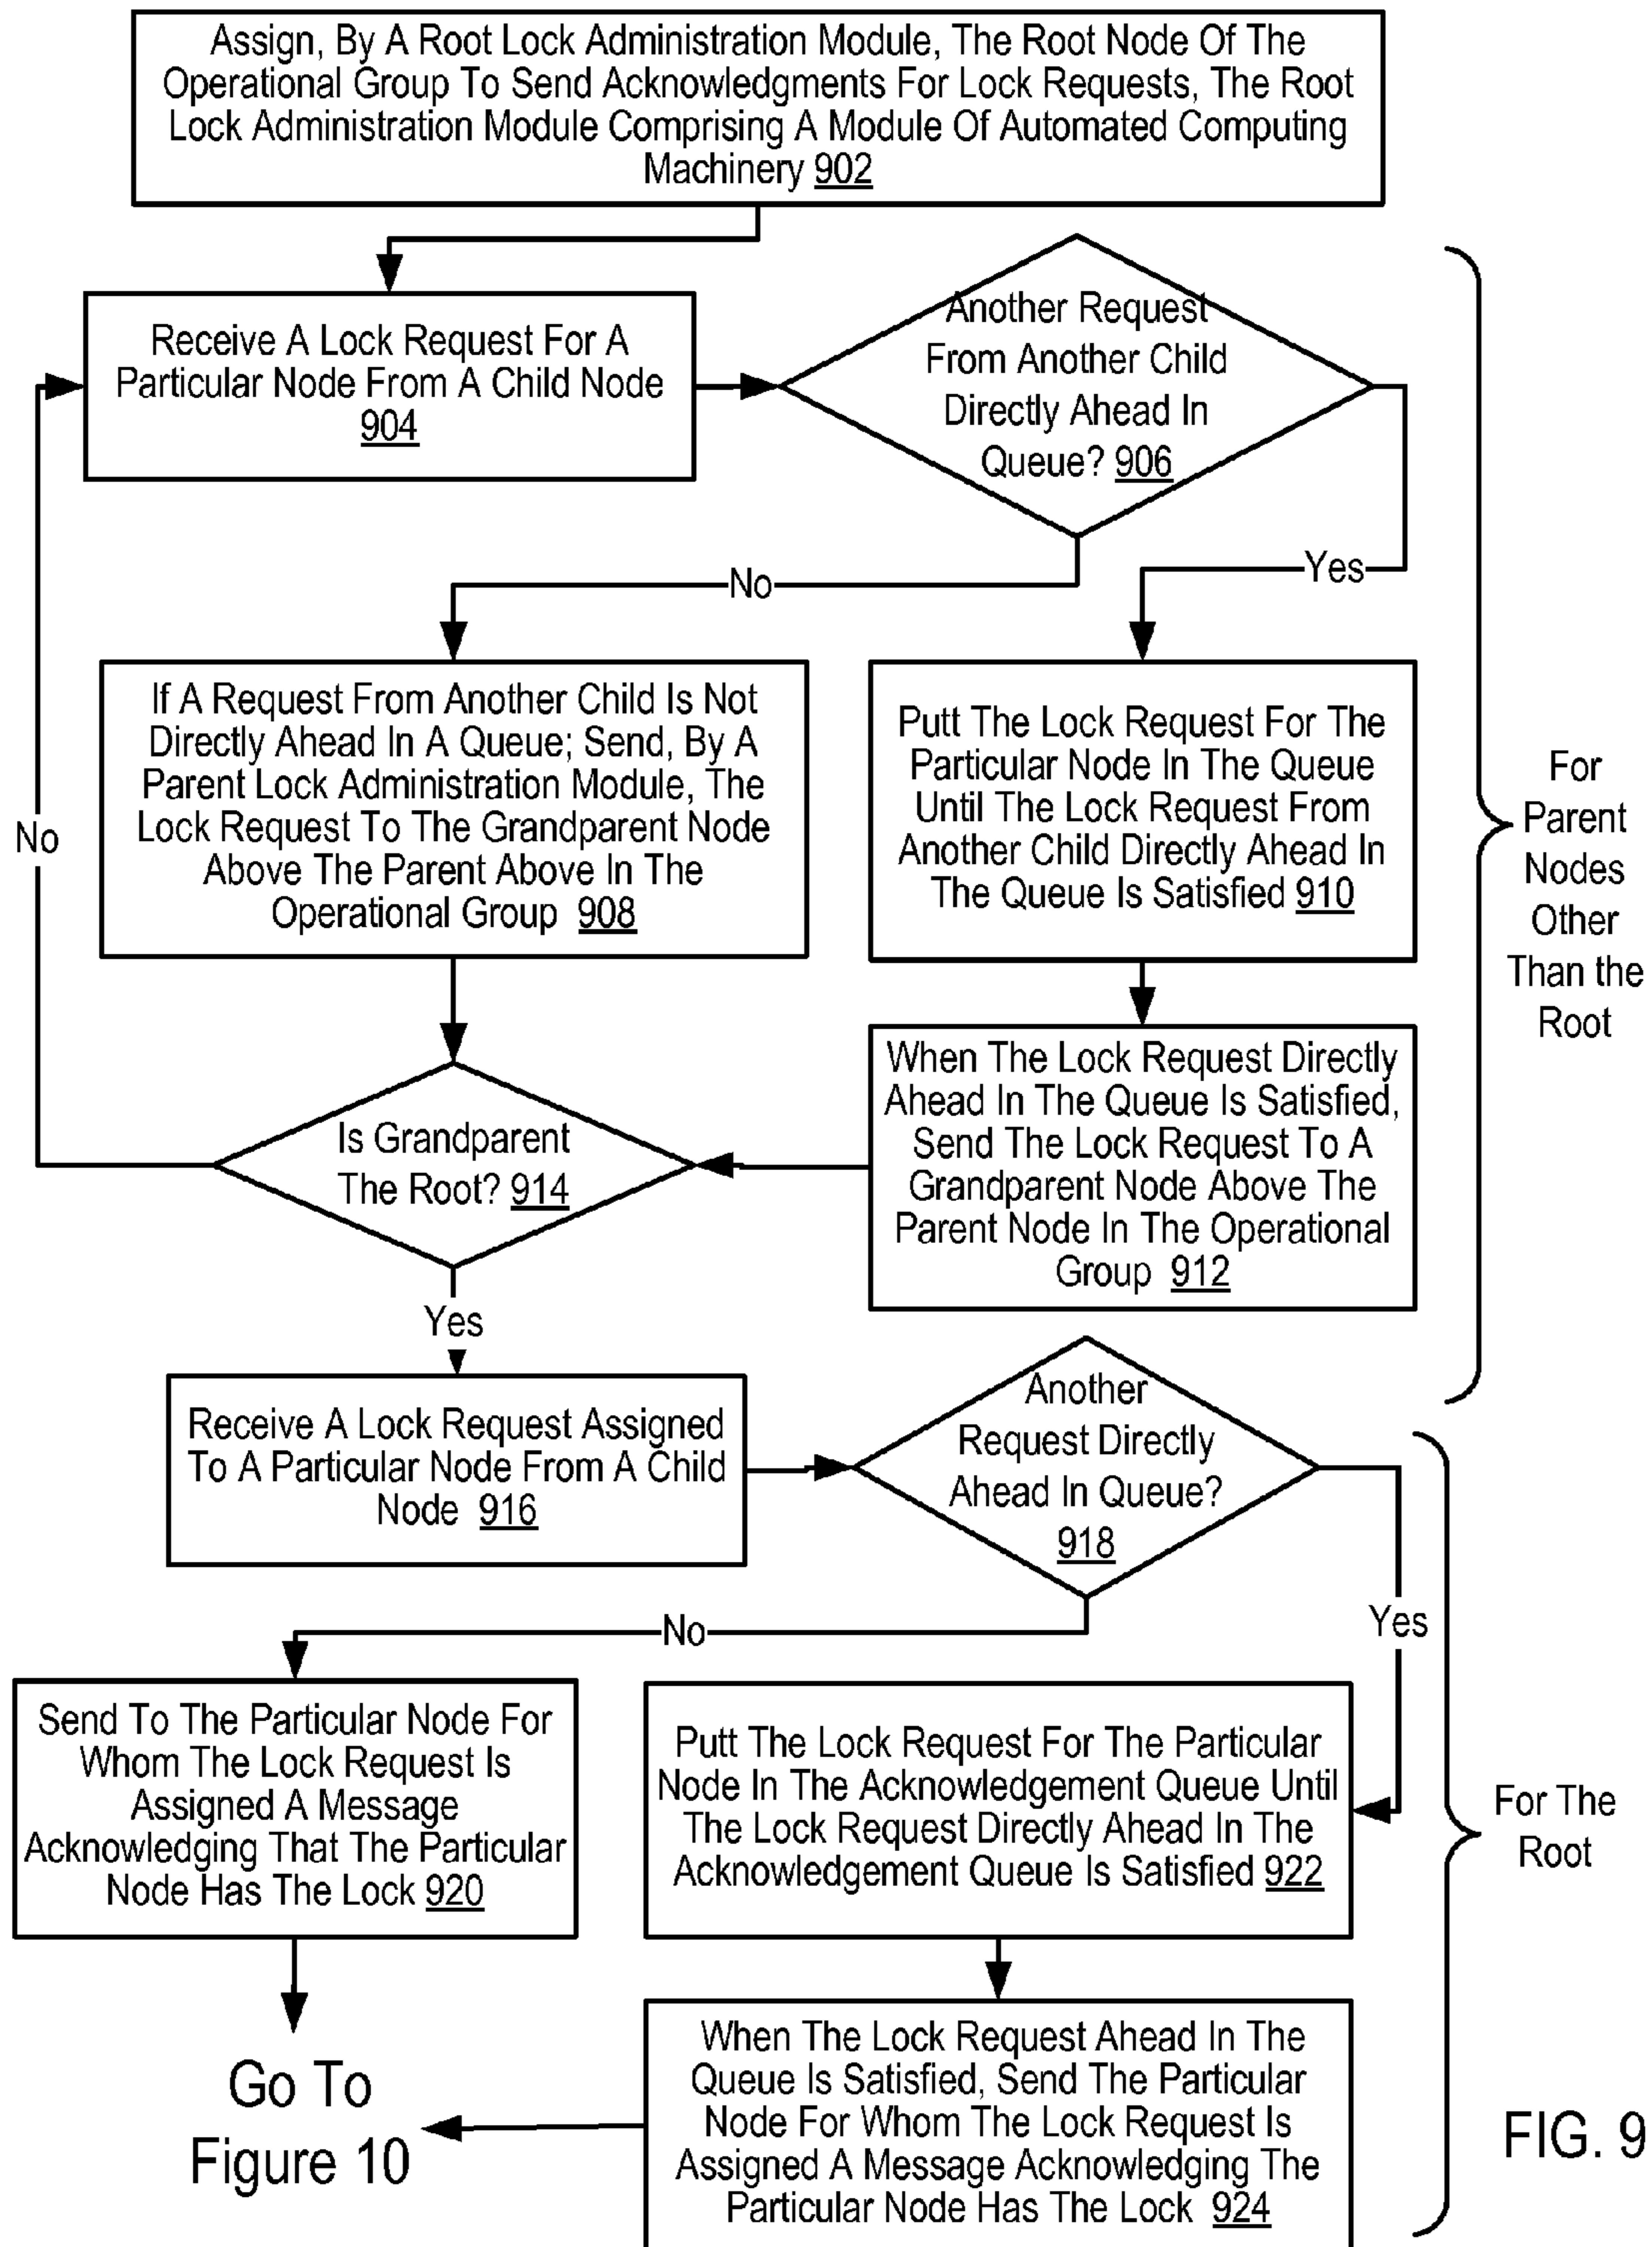 Assign, By A Root Lock Administration Module, The Root Node Of The
Operational Group To Send Acknowledgments For Lock Requests, The Root
Lock Administration Module Comprising A Module Of Automated Computing
Machinery 902
Receive A Lock Request For A
Particular Node From A Child Node
904
Another Request
From Another Child
Directly Ahead In
Queue? 906
No
Yes
If A Request From Another Child Is Not
Directly Ahead In A Queue; Send, By A
Parent Lock Administration Module, The
Lock Request To The Grandparent Node
Above The Parent Above In The
Operational Group 908
Putt The Lock Request For The
Particular Node In The Queue
Until The Lock Request From
Another Child Directly Ahead In
The Queue Is Satisfied 910
For
Parent
Nodes
Other
Than the
Root
No
When The Lock Request Directly
Ahead In The Queue Is Satisfied,
Send The Lock Request To A
Grandparent Node Above The
Parent Node In The Operational
Group 912
Is Grandparent
The Root? 914
Yes
Receive A Lock Request Assigned
To A Particular Node From A Child
Node 916
Another
Request Directly
Ahead In Queue?
918
No
Yes
Send To The Particular Node For
Whom The Lock Request Is
Assigned A Message
Acknowledging That The Particular
Node Has The Lock 920
Putt The Lock Request For The Particular
Node In The Acknowledgement Queue Until
The Lock Request Directly Ahead In The
Acknowledgement Queue Is Satisfied 922
For The
Root
When The Lock Request Ahead In The
Queue Is Satisfied, Send The Particular
Node For Whom The Lock Request Is
Assigned A Message Acknowledging The
Particular Node Has The Lock 924
Go To
Figure 10
FIG. 9